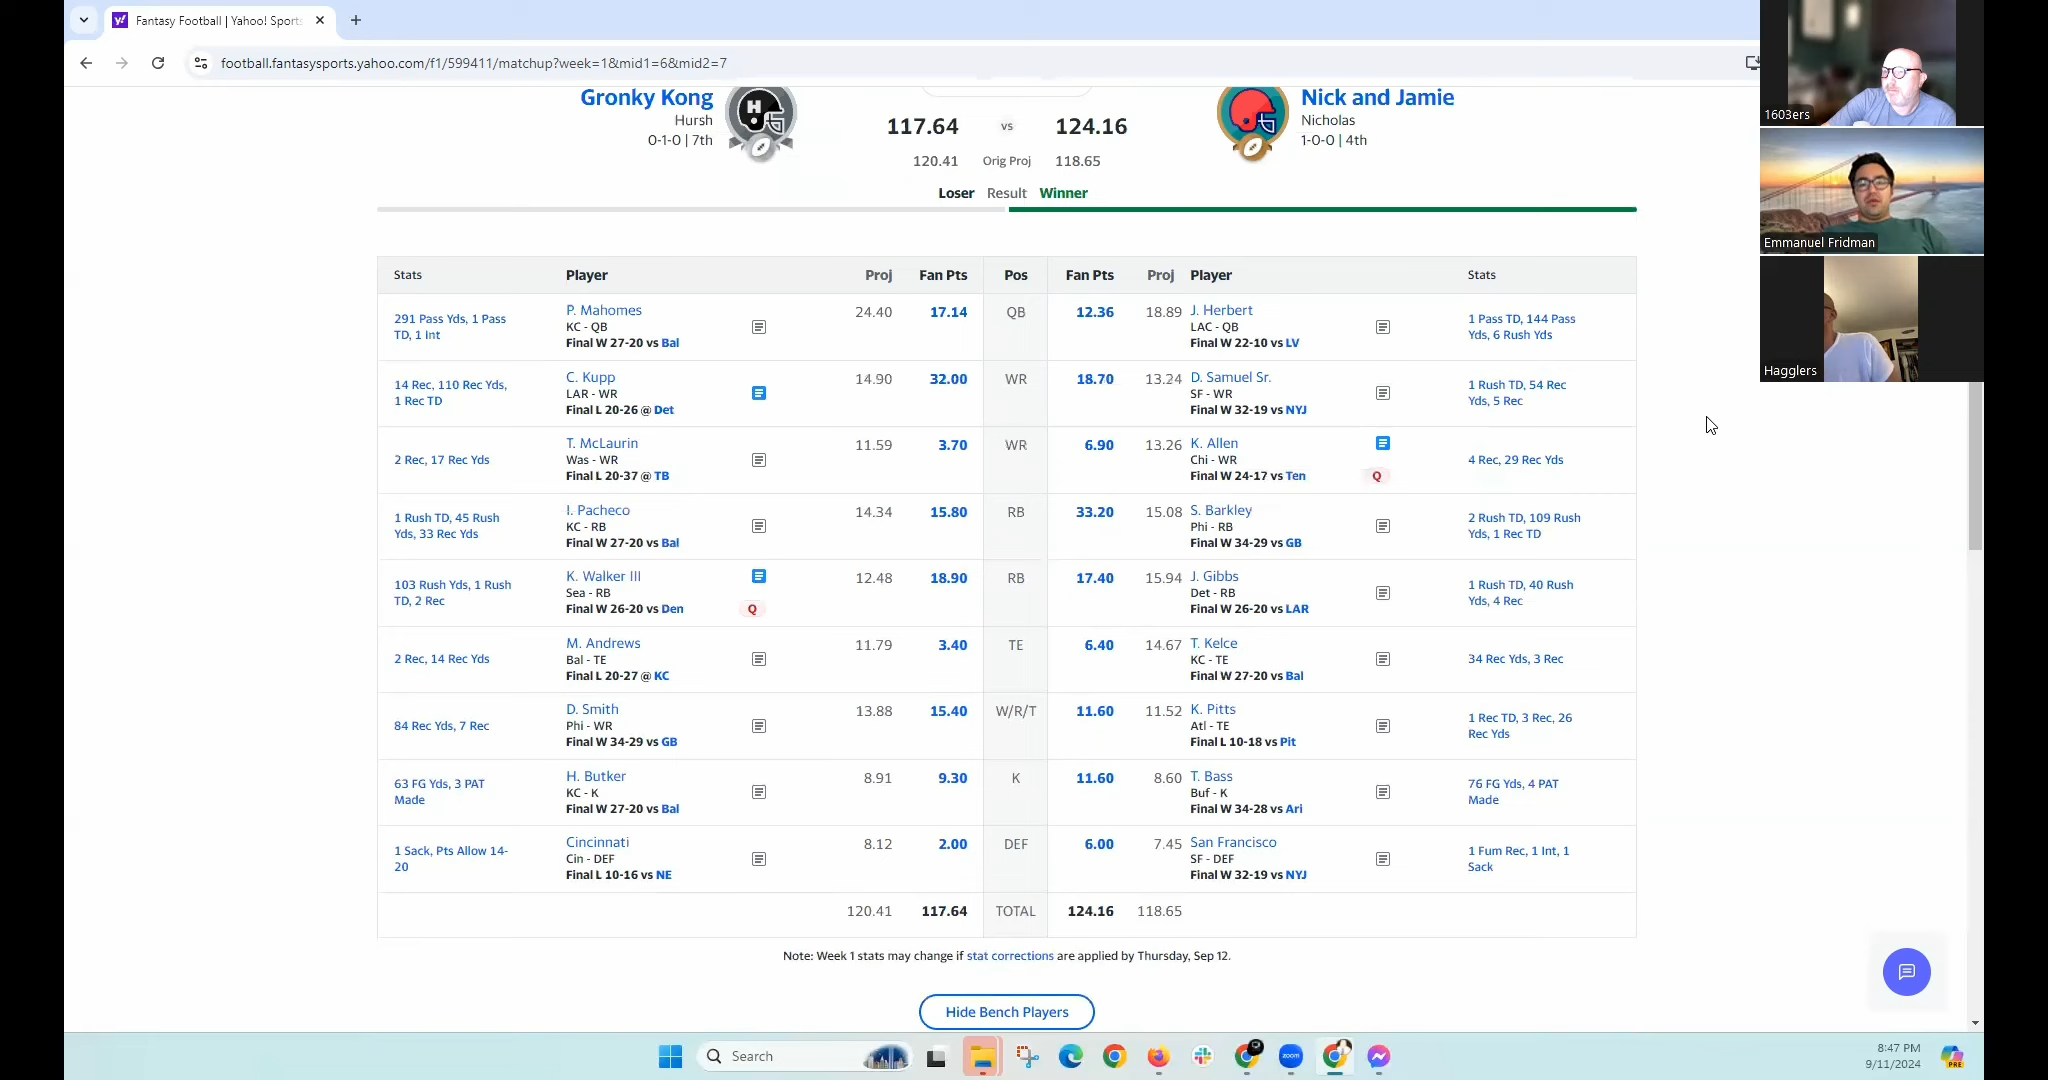 Fantasy Football | Yahoo! Sports
football.fantasysports.yahoo.com/f1/599411/matchup?week=1&mid1=6&mid2=7
Gronky Kong
Hursh
0-1-0 | 7th
H
117.64 vs 124.16
120.41 Orig Proj 118.65
Loser Result Winner
Nick and Jamie
Nicholas
1-0-0 | 4th
1603ers
Emmanuel Fridman
Hagglers
Stats Player Proj Fan Pts Pos Fan Pts Proj Player Stats
291 Pass Yds, 1 Pass
TD, 1 Int
P. Mahomes
KC - QB
Final W 27-20 vs Bal
24.40 17.14 QB 12.36 18.89
J. Herbert
LAC - QB
Final W 22-10 vs LV
1 Pass TD, 144 Pass
Yds, 6 Rush Yds
14 Rec, 110 Rec Yds,
1 Rec TD
C. Kupp
LAR - WR
Final L 20-26 @ Det
14.90 32.00 WR 18.70 13.24
D. Samuel Sr.
SF - WR
Final W 32-19 vs NYJ
1 Rush TD, 54 Rec
Yds, 5 Rec
2 Rec, 17 Rec Yds
T. McLaurin
Was - WR
Final L 20-37 @ TB
11.59 3.70 WR 6.90 13.26
K. Allen
Chi - WR
Final W 24-17 vs Ten
Q
4 Rec, 29 Rec Yds
1 Rush TD, 45 Rush
Yds, 33 Rec Yds
I. Pacheco
KC - RB
Final W 27-20 vs Bal
14.34 15.80 RB 33.20 15.08
S. Barkley
Phi - RB
Final W 34-29 vs GB
2 Rush TD, 109 Rush
Yds, 1 Rec TD
103 Rush Yds, 1 Rush
TD, 2 Rec
K. Walker III
Sea - RB
Final W 26-20 vs Den
Q
12.48 18.90 RB 17.40 15.94
J. Gibbs
Det - RB
Final W 26-20 vs LAR
1 Rush TD, 40 Rush
Yds, 4 Rec
2 Rec, 14 Rec Yds
M. Andrews
Bal - TE
Final L 20-27 @ KC
11.79 3.40 TE 6.40 14.67
T. Kelce
KC - TE
Final W 27-20 vs Bal
34 Rec Yds, 3 Rec
84 Rec Yds, 7 Rec
D. Smith
Phi - WR
Final W 34-29 vs GB
13.88 15.40 W/R/T 11.60 11.52
K. Pitts
Atl - TE
Final L 10-18 vs Pit
1 Rec TD, 3 Rec, 26
Rec Yds
63 FG Yds, 3 PAT
Made
H. Butker
KC - K
Final W 27-20 vs Bal
8.91 9.30 K 11.60 8.60
T. Bass
Buf - K
Final W 34-28 vs Ari
76 FG Yds, 4 PAT
Made
1 Sack, Pts Allow 14-
20
Cincinnati
Cin - DEF
Final L 10-16 vs NE
8.12 2.00 DEF 6.00 7.45
San Francisco
SF - DEF
Final W 32-19 vs NYJ
1 Fum Rec, 1 Int, 1
Sack
120.41 117.64 TOTAL 124.16 118.65
Note: Week 1 stats may change if stat corrections are applied by Thursday, Sep 12.
Hide Bench Players
Search
zoom
8:47 PM
9/11/2024
PRE